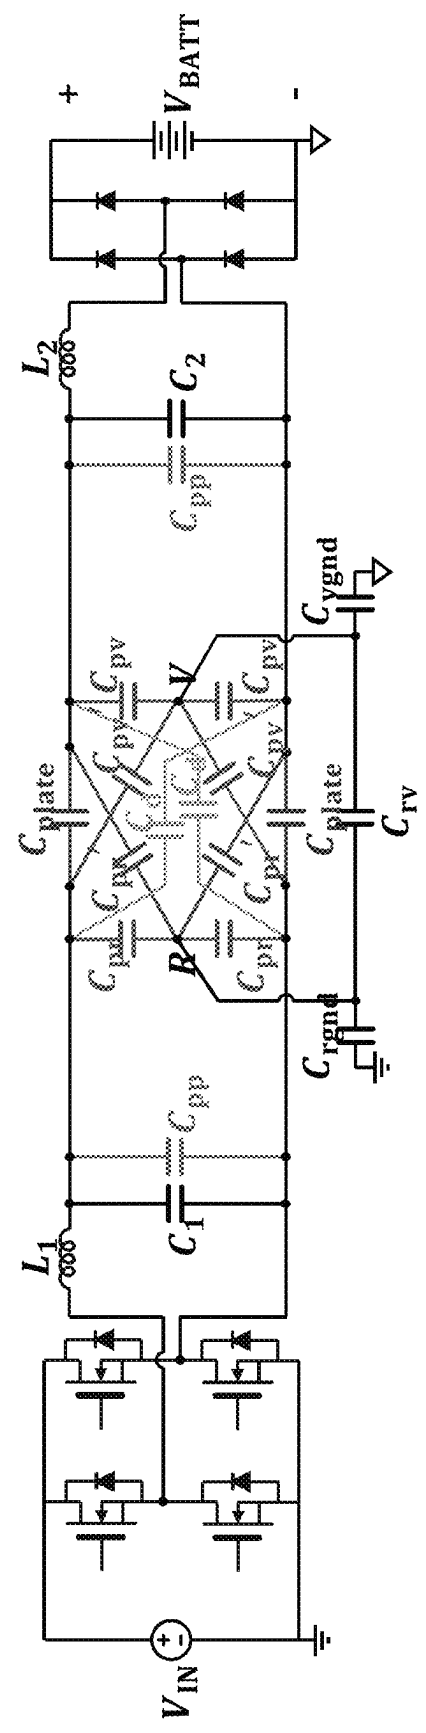 V_IN
+
-
L_1
C_1
C_pp
C_rgnd
C_pr
R
C_pr
C_pr
C_pr'
C_plate
C_plate
C_rv
C_pv
C_pv'
C_pv
V
C_pv
C_vgnd
C_pp
C_2
L_2
+
V_BATT
-